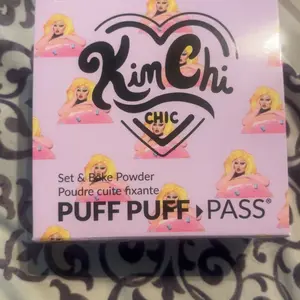 KimChi
CHIC
Set & Bake Powder
Poudre cuite fixante
PUFF PUFF ▸ PASS®